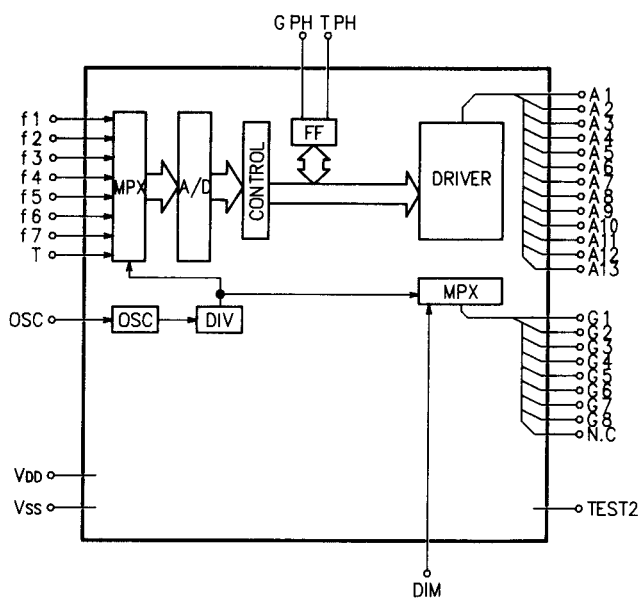 GPH TPH
f1
f2
f3
f4
f5
f6
f7
T
MPX
A/D
CONTROL
FF
DRIVER
A1
A2
A3
A4
A5
A6
A7
A8
A9
A10
A11
A12
A13
OSC
OSC
DIV
MPX
G1
G2
G3
G4
G5
G6
G7
G8
N.C
VDD
VSS
TEST2
DIM